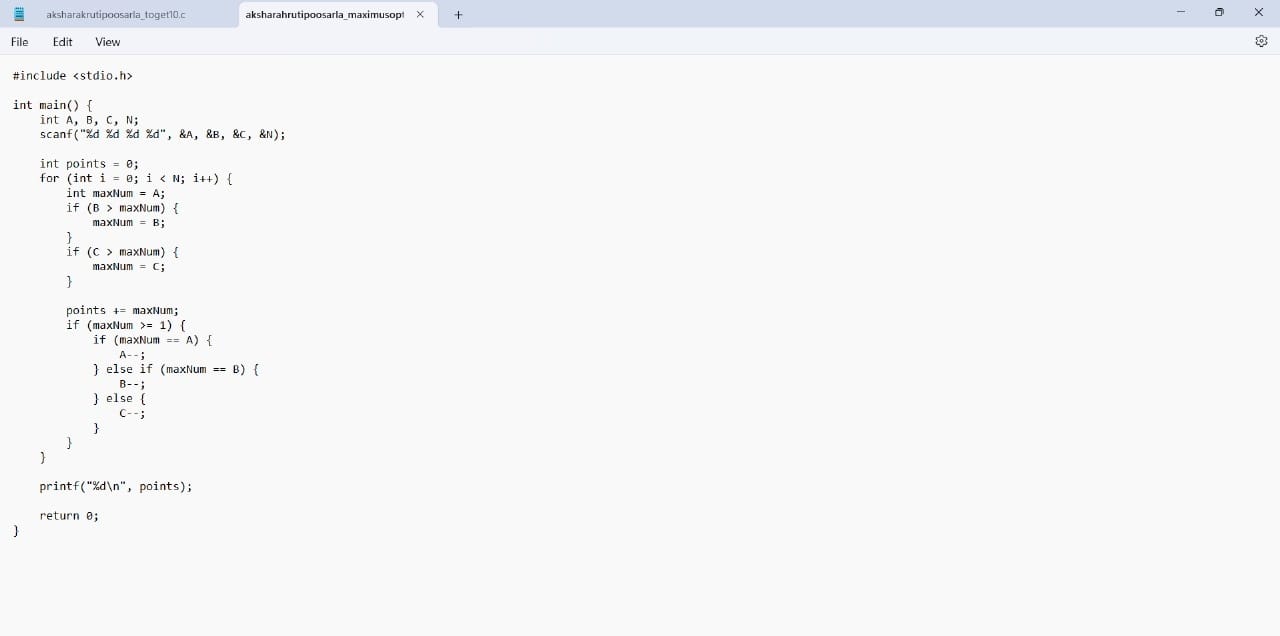 aksharakrutipoosarla_toget10.c
aksharahrutipoosarla_maximusopt
File Edit View
#include <stdio.h>
int main() {
    int A, B, C, N;
    scanf("%d %d %d %d", &A, &B, &C, &N);
    int points = 0;
    for (int i = 0; i < N; i++) {
        int maxNum = A;
        if (B > maxNum) {
            maxNum = B;
        }
        if (C > maxNum) {
            maxNum = C;
        }
        points += maxNum;
        if (maxNum >= 1) {
            if (maxNum == A) {
                A--;
            } else if (maxNum == B) {
                B--;
            } else {
                C--;
            }
        }
    }
    printf("%d\n", points);
    return 0;
}